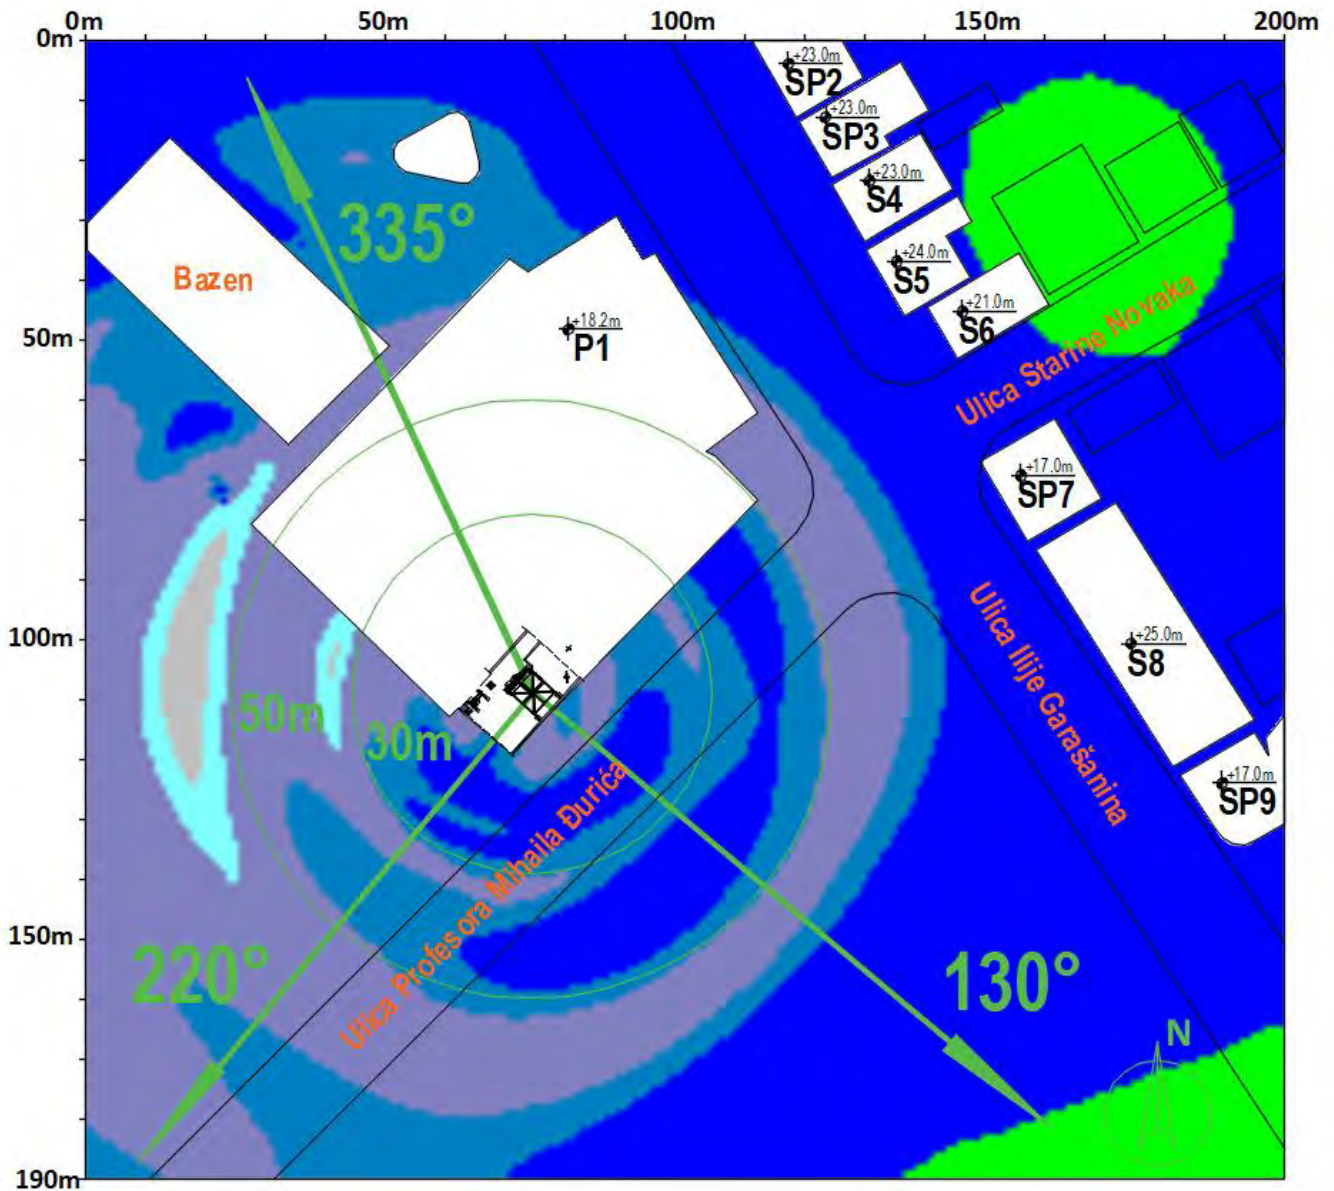 0m 50m 100m 150m 200m
0m
50m
100m
150m
190m
+23.0m
SP2
+23.0m
SP3
+23.0m
S4
+24.0m
S5
+21.0m
S6
335°
Bazen
+18.2m
P1
Ulica Starine Novaka
+17.0m
SP7
+25.0m
S8
+17.0m
SP9
Ulica Ilije Garašanina
50m
30m
Ulica Profesora Mihaila Đurića
220°
130°
N